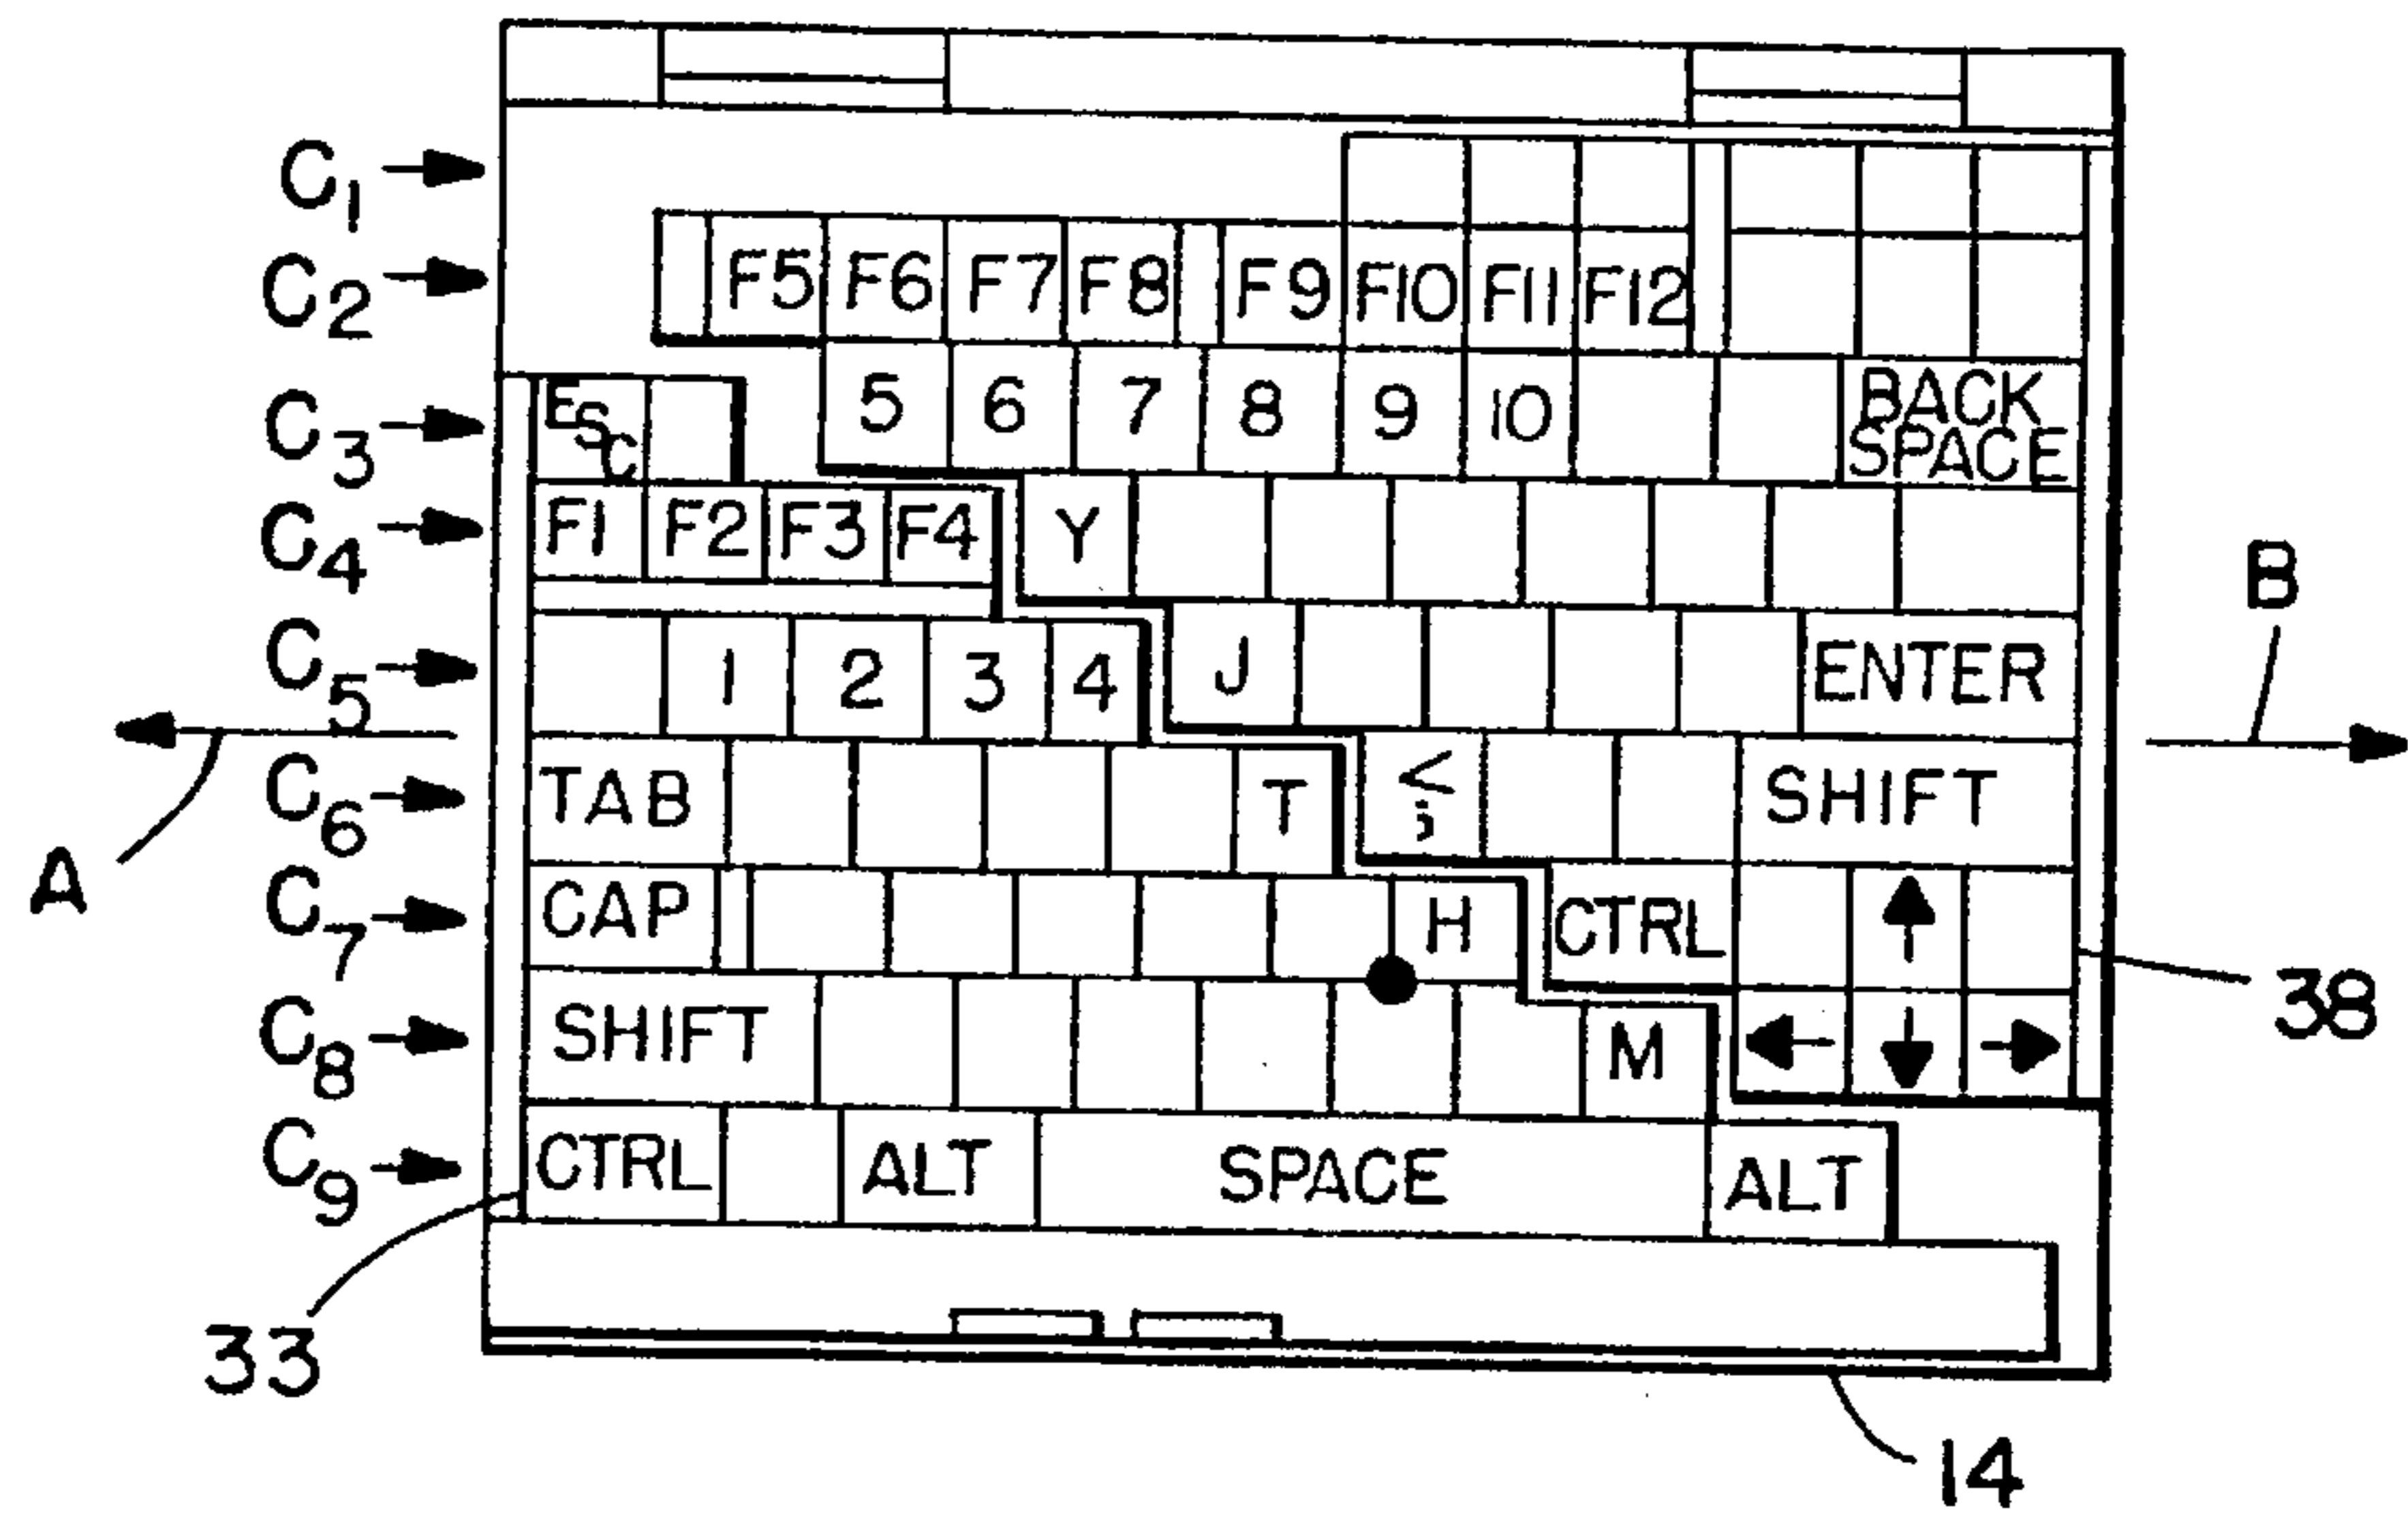 C1
C2 F5 F6 F7 F8 F9 F10 F11 F12
C3 ESC 5 6 7 8 9 10 BACK SPACE
C4 F1 F2 F3 F4 Y
B
C5 1 2 3 4 J ENTER
C6 TAB T < ; SHIFT
A
C7 CAP H CTRL ↑
38
C8 SHIFT M ← ↓ →
C9 CTRL ALT SPACE ALT
33
14